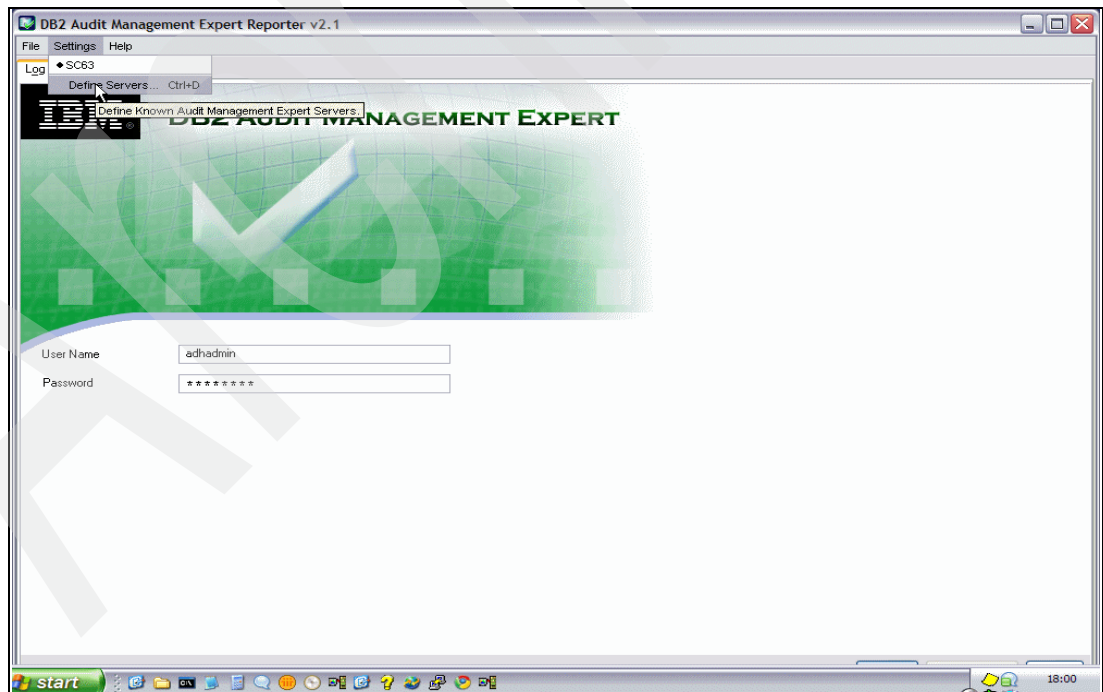 DB2 Audit Management Expert Reporter v2.1
File Settings Help
Log
◆ SC63
Define Servers... Ctrl+D
Define Known Audit Management Expert Servers.
IBM
DB2 AUDIT MANAGEMENT EXPERT
User Name adhadmin
Password ********
start
18:00